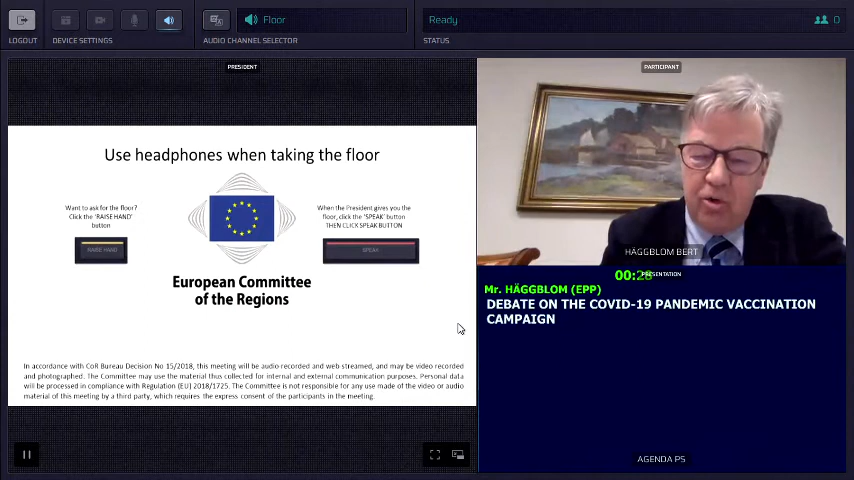 LOGOUT
DEVICE SETTINGS
Floor
AUDIO CHANNEL SELECTOR
Ready
0
STATUS
PRESIDENT
Use headphones when taking the floor
Want to ask for the floor?
Click the 'RAISE HAND'
button
RAISE HAND
When the President gives you the
floor, click the 'SPEAK' button
THEN CLICK SPEAK BUTTON
SPEAK
European Committee
of the Regions
In accordance with CoR Bureau Decision No 15/2018, this meeting will be audio recorded and web streamed, and may be video recorded
and photographed. The Committee may use the material thus collected for internal and external communication purposes. Personal data
will be processed in compliance with Regulation (EU) 2018/1725. The Committee is not responsible for any use made of the video or audio
material of this meeting by a third party, which requires the express consent of the participants in the meeting.
PARTICIPANT
HÄGGBLOM BERT
PRESENTATION
Mr. HÄGGBLOM (EPP)
DEBATE ON THE COVID-19 PANDEMIC VACCINATION
CAMPAIGN
AGENDA PS